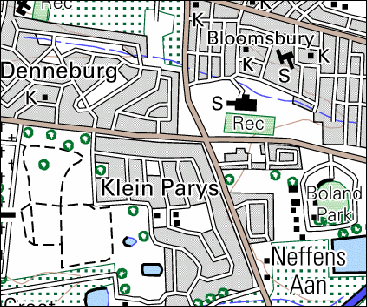 Rec
K
Bloomsbury
K
K
Denneburg
S
K
S
Rec
Klein Parys
Boland
Park
Neffens
Aan